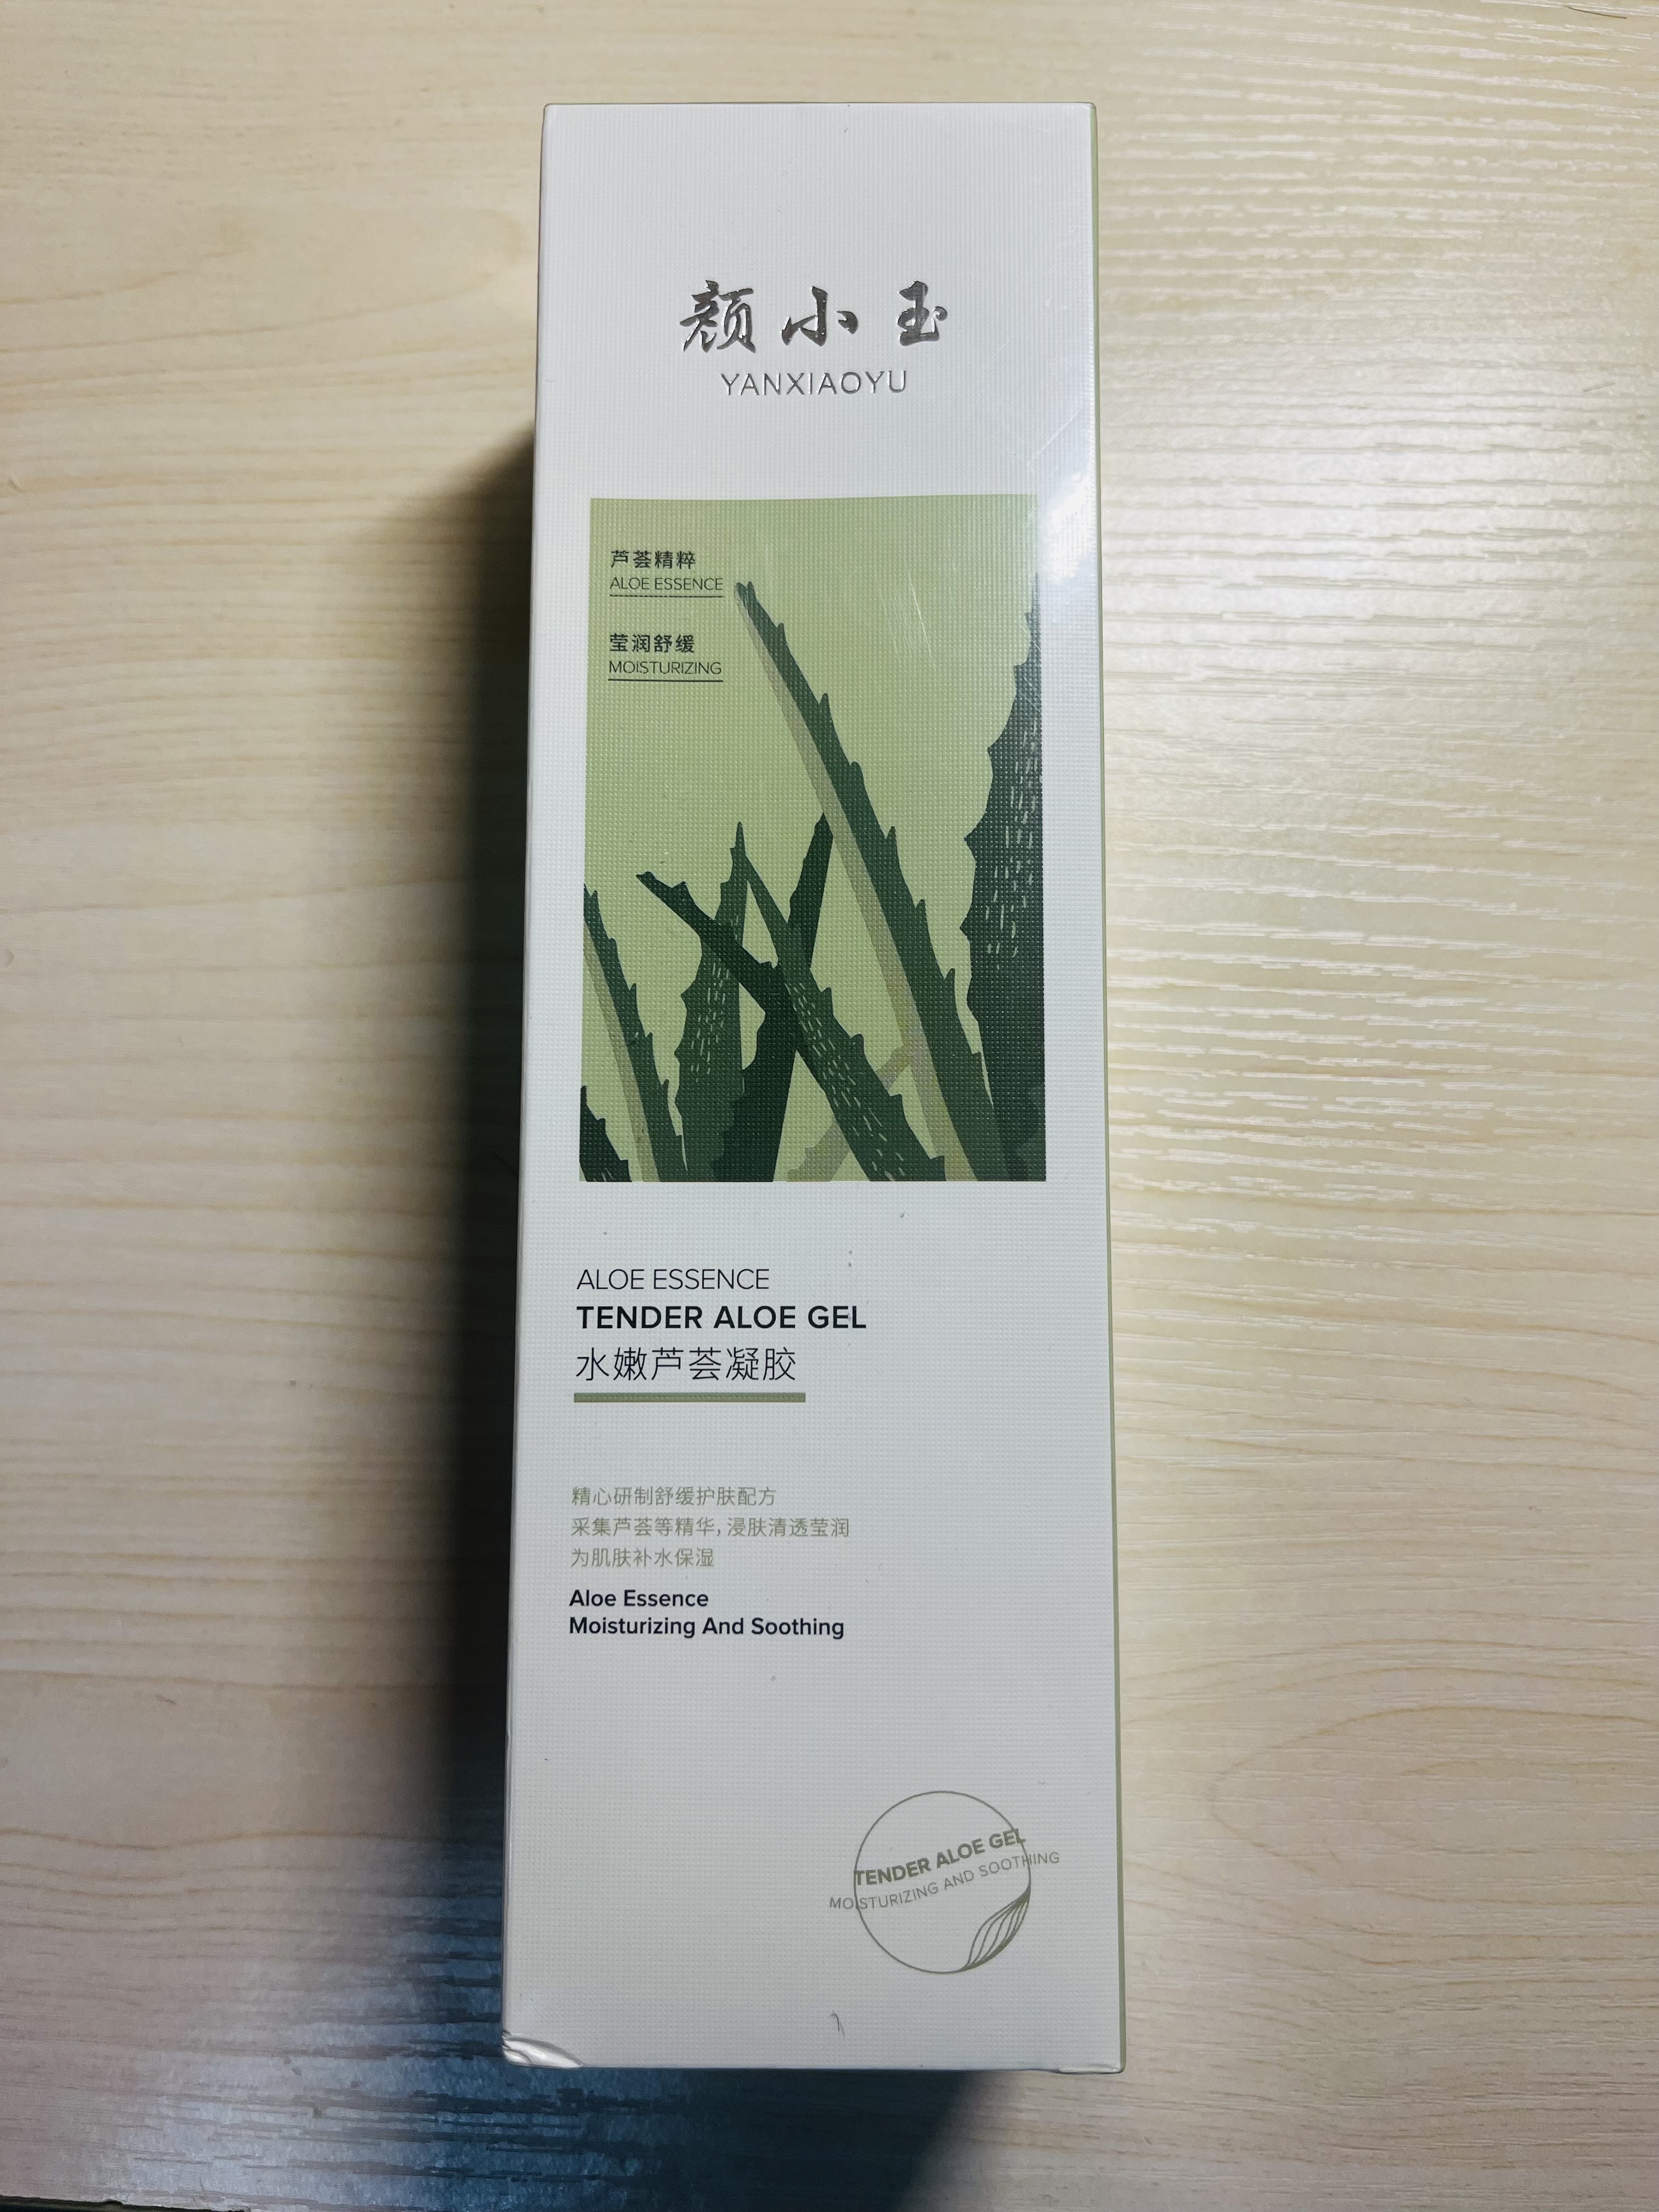 颜小玉
YANXIAOYU
芦荟精粹
ALOE ESSENCE
莹润舒缓
MOISTURIZING
ALOE ESSENCE
TENDER ALOE GEL
水嫩芦荟凝胶
精心研制舒缓护肤配方
采集芦荟等精华,浸肤清透莹润
为肌肤补水保湿
Aloe Essence
Moisturizing And Soothing
TENDER ALOE GEL
MOISTURIZING AND SOOTHING